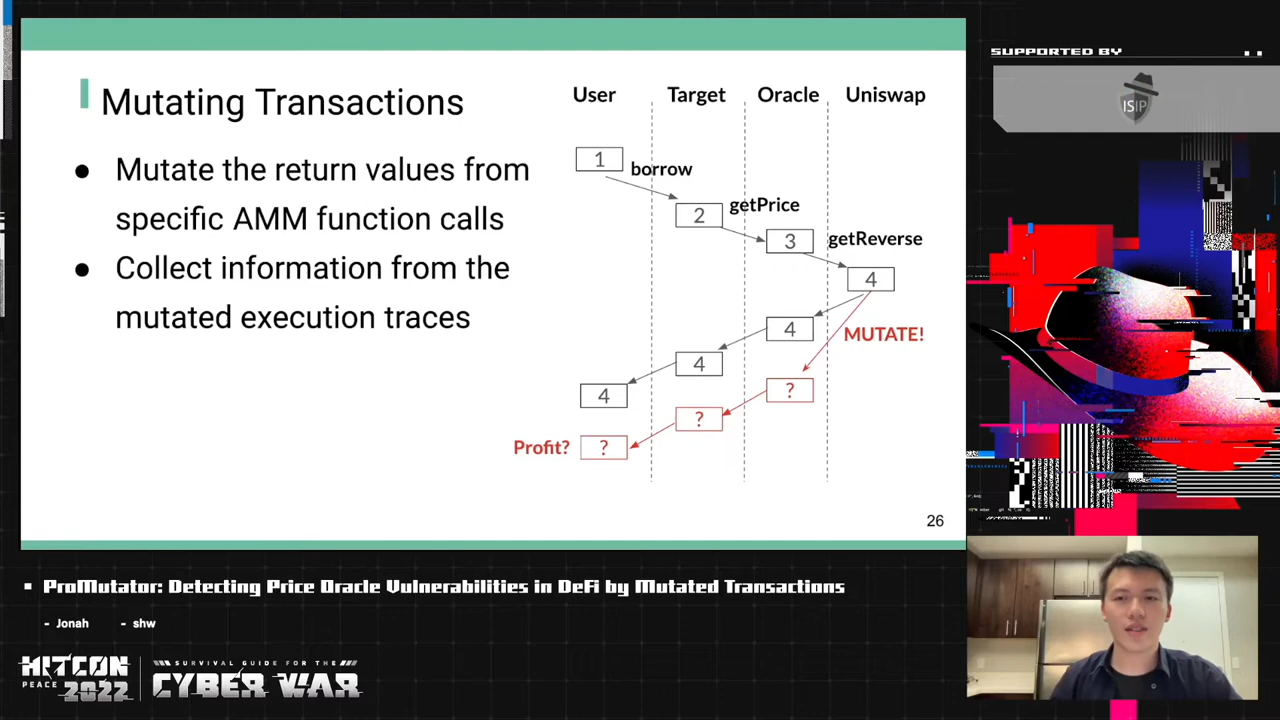 Mutating Transactions
● Mutate the return values from
specific AMM function calls
● Collect information from the
mutated execution traces
User Target Oracle Uniswap
1
borrow
2
getPrice
3
getReverse
4
4
MUTATE!
4
?
4
?
Profit? ?
26
SUPPORTED BY
ISIP
ProMutator: Detecting Price Oracle Vulnerabilities in DeFi by Mutated Transactions
- Jonah - shw
HITCON
PEACE 2022
SURVIVAL GUIDE FOR THE
CYBER WAR